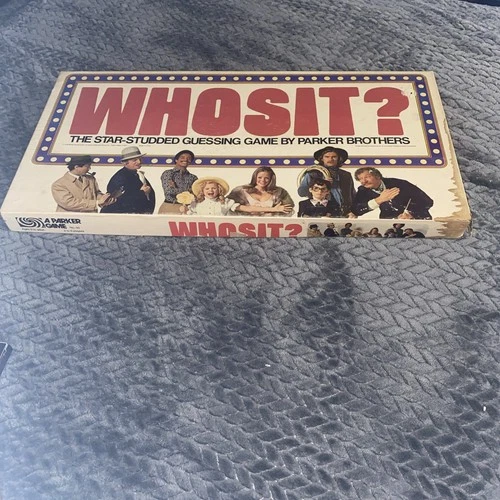 WHOSIT?
THE STAR-STUDDED GUESSING GAME BY PARKER BROTHERS
A PARKER
GAME
WHOSIT?